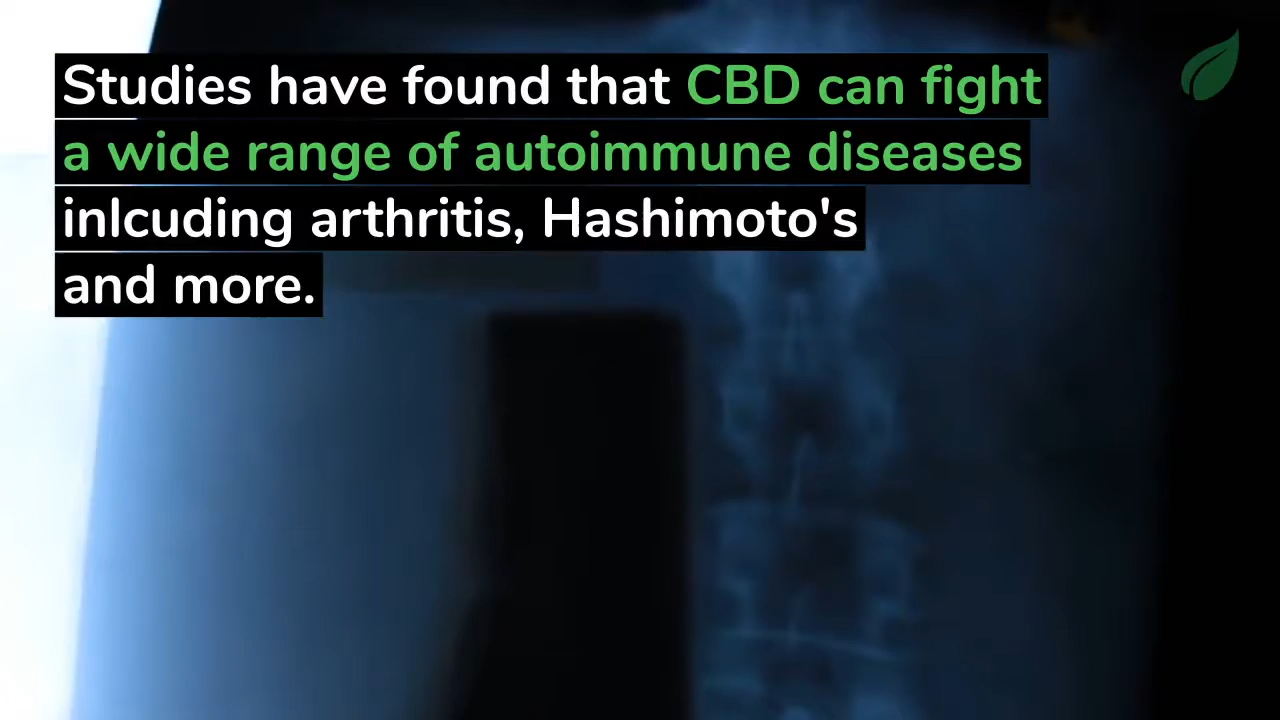 Studies have found that CBD can fight
a wide range of autoimmune diseases
inlcuding arthritis, Hashimoto's
and more.